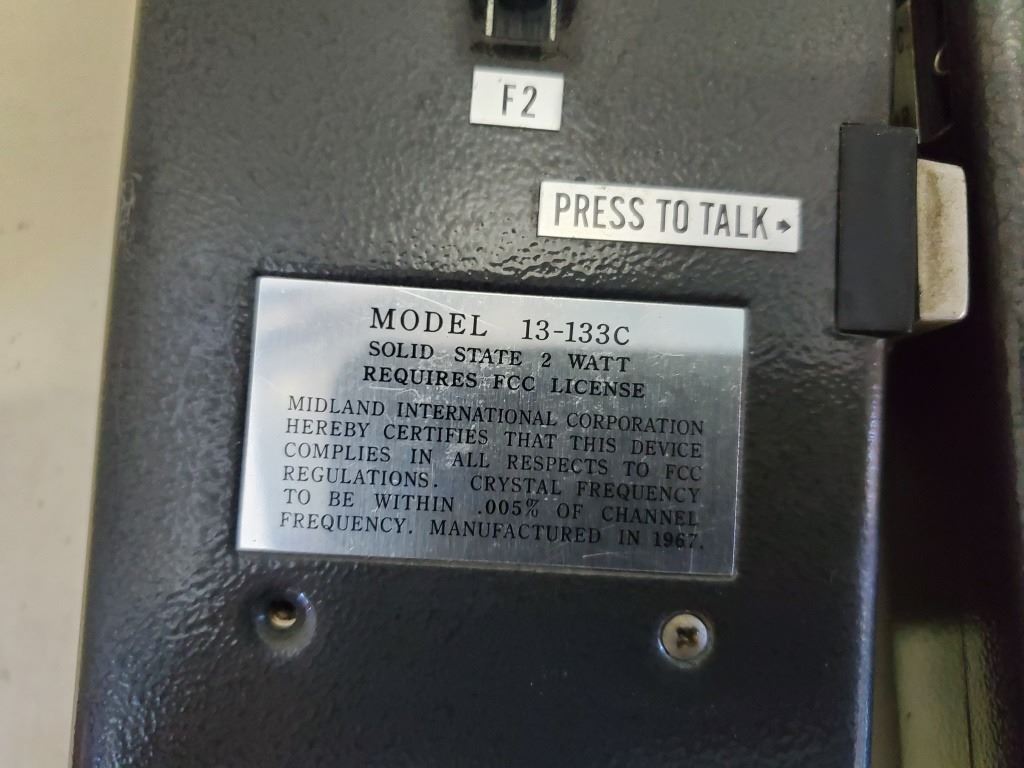 F2
PRESS TO TALK→
MODEL 13-133C
SOLID STATE 2 WATT
REQUIRES FCC LICENSE
MIDLAND INTERNATIONAL CORPORATION
HEREBY CERTIFIES THAT THIS DEVICE
COMPLIES IN ALL RESPECTS TO FCC
REGULATIONS. CRYSTAL FREQUENCY
TO BE WITHIN .005% OF CHANNEL
FREQUENCY. MANUFACTURED IN 1967.